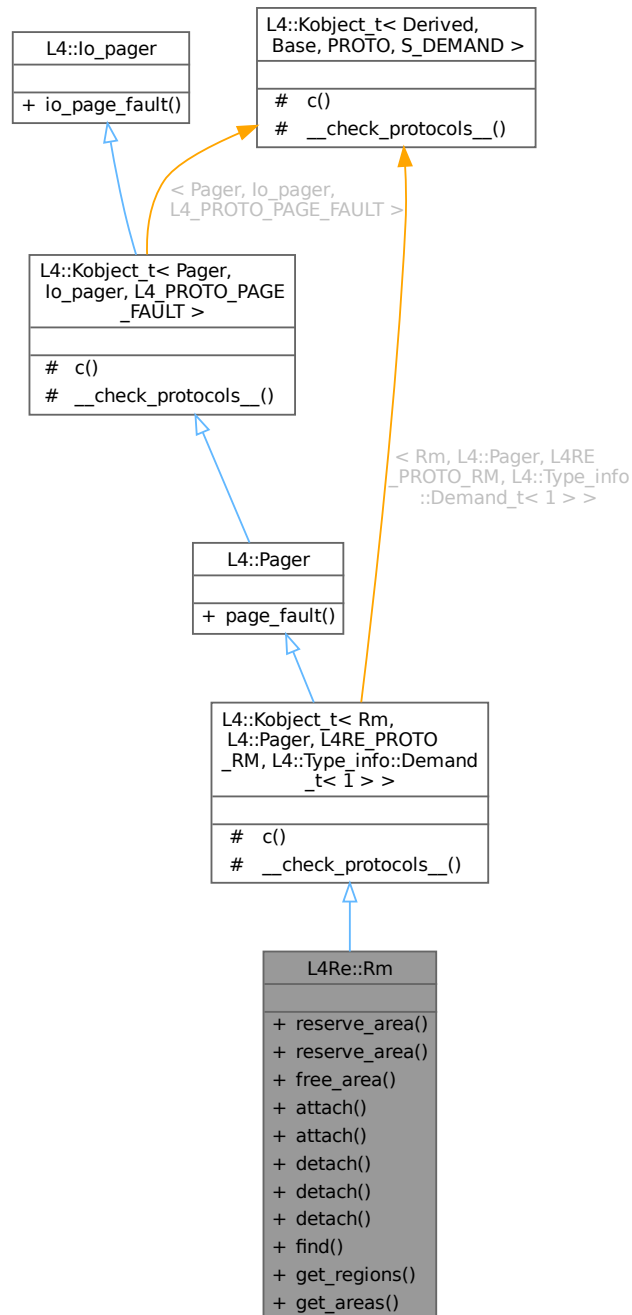 L4::Io_pager
+ io_page_fault()
L4::Kobject_t< Derived,
Base, PROTO, S_DEMAND >
# c()
# __check_protocols__()
< Pager, Io_pager,
L4_PROTO_PAGE_FAULT >
L4::Kobject_t< Pager,
Io_pager, L4_PROTO_PAGE
_FAULT >
# c()
# __check_protocols__()
< Rm, L4::Pager, L4RE
_PROTO_RM, L4::Type_info
::Demand_t< 1 > >
L4::Pager
+ page_fault()
L4::Kobject_t< Rm,
L4::Pager, L4RE_PROTO
_RM, L4::Type_info::Demand
_t< 1 > >
# c()
# __check_protocols__()
L4Re::Rm
+ reserve_area()
+ reserve_area()
+ free_area()
+ attach()
+ attach()
+ detach()
+ detach()
+ detach()
+ find()
+ get_regions()
+ get_areas()